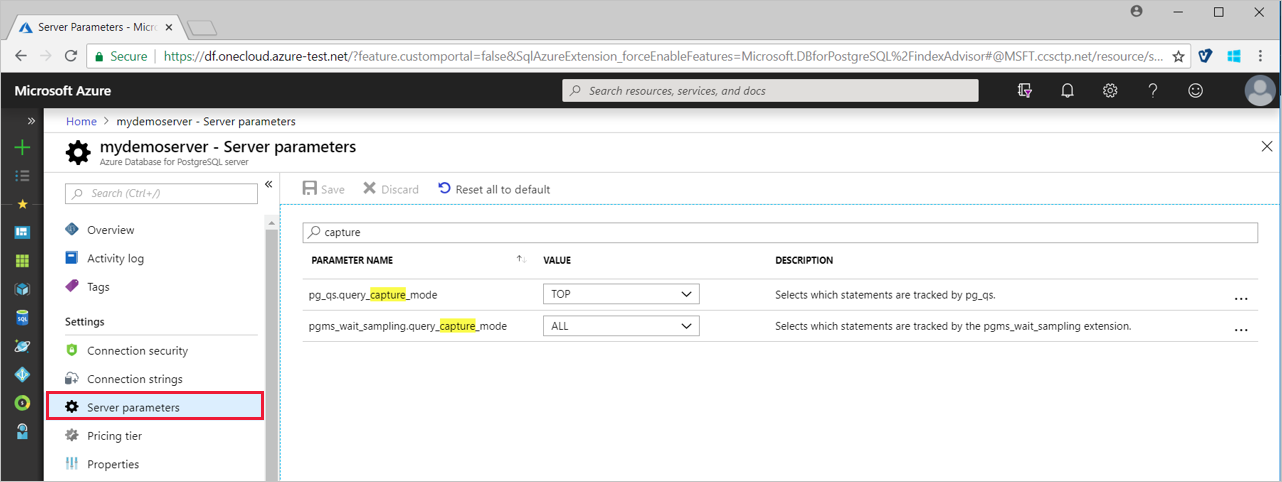 Server Parameters - Micro
Secure
https://df.onecloud.azure-test.net/?feature.customportal=false&SqlAzureExtension_forceEnableFeatures=Microsoft.DBforPostgreSQL%2FindexAdvisor#@MSFT.ccsctp.net/resource/s...
Microsoft Azure
Search resources, services, and docs
Home > mydemoserver - Server parameters
mydemoserver - Server parameters
Azure Database for PostgreSQL server
Search (Ctrl+/)
Save Discard Reset all to default
Overview
Activity log
Tags
Settings
Connection security
Connection strings
Server parameters
Pricing tier
Properties
capture
PARAMETER NAME VALUE DESCRIPTION
pg_qs.query_capture_mode TOP Selects which statements are tracked by pg_qs. ...
pgms_wait_sampling.query_capture_mode ALL Selects which statements are tracked by the pgms_wait_sampling extension. ...
SQL